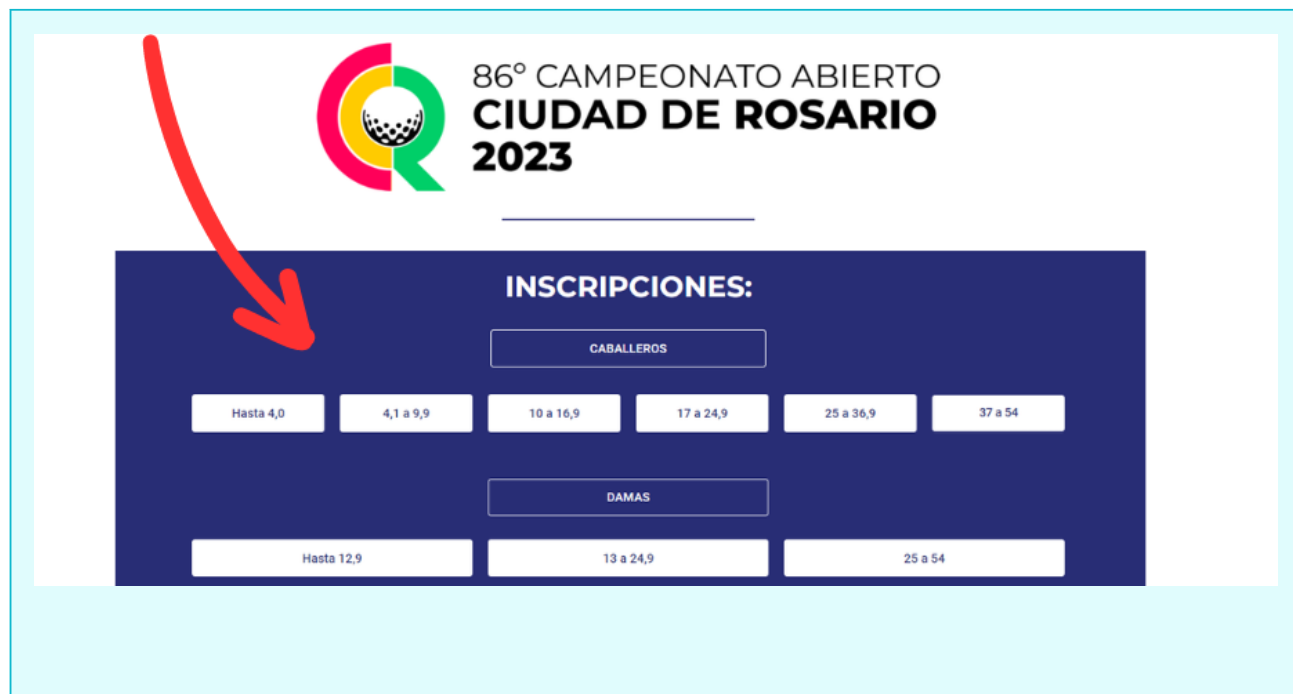 86º CAMPEONATO ABIERTO
CIUDAD DE ROSARIO
2023
INSCRIPCIONES:
CABALLEROS
Hasta 4,0
4,1 a 9,9
10 a 16,9
17 a 24,9
25 a 36,9
37 a 54
DAMAS
Hasta 12,9
13 a 24,9
25 a 54